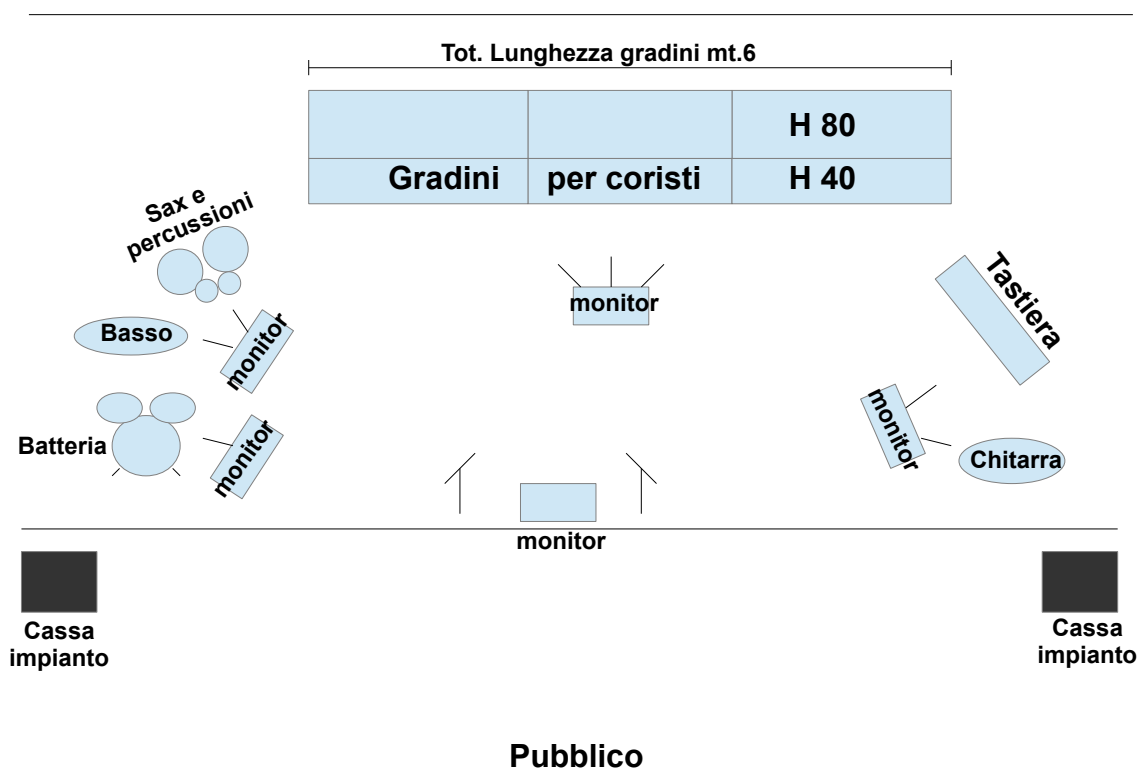 Tot. Lunghezza gradini mt.6
H 80
Gradini per coristi H 40
Sax e
percussioni
Tastiera
monitor
Basso
monitor
monitor
Batteria
monitor
Chitarra
monitor
Cassa
impianto
Cassa
impianto
Pubblico